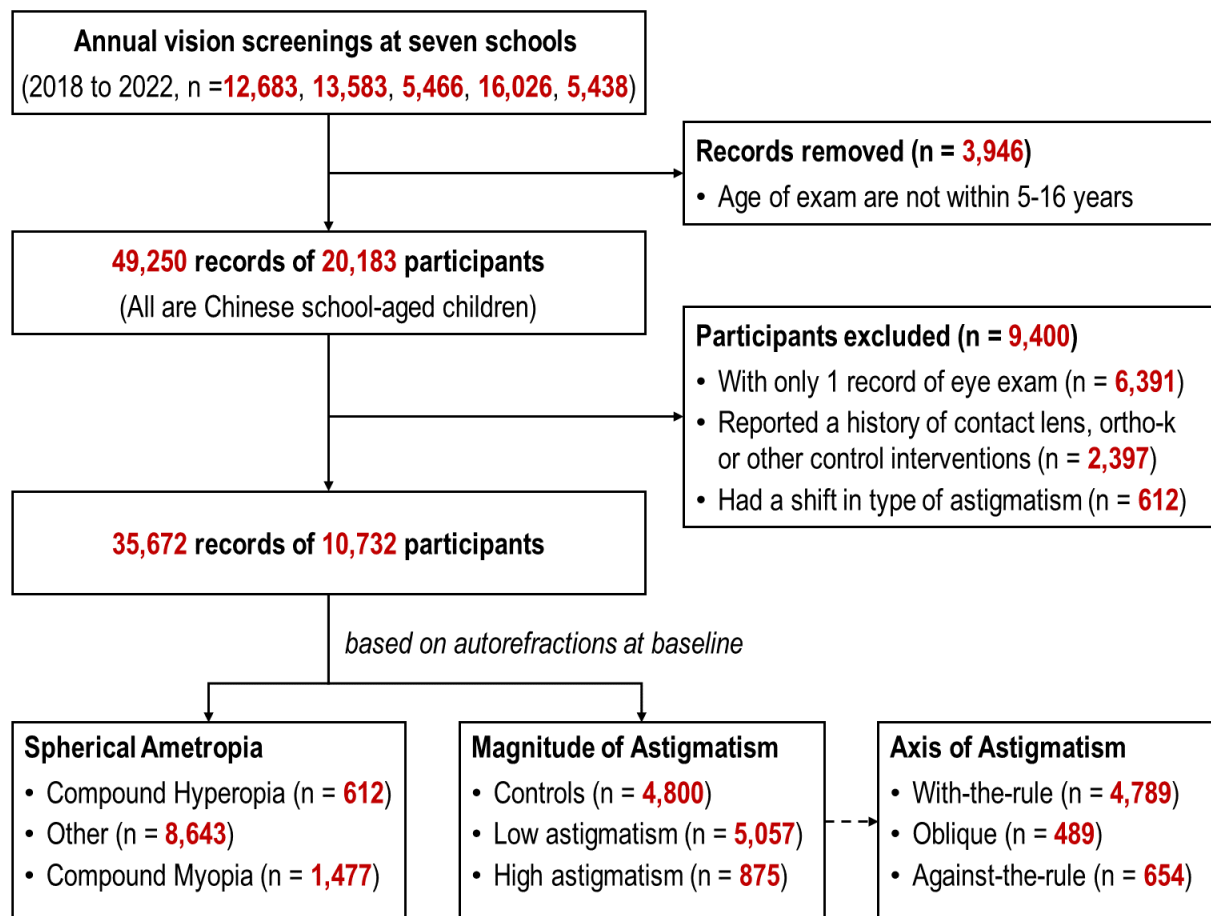 Annual vision screenings at seven schools
(2018 to 2022, n =12,683, 13,583, 5,466, 16,026, 5,438)
Records removed (n = 3,946)
• Age of exam are not within 5-16 years
49,250 records of 20,183 participants
(All are Chinese school-aged children)
Participants excluded (n = 9,400)
• With only 1 record of eye exam (n = 6,391)
• Reported a history of contact lens, ortho-k
or other control interventions (n = 2,397)
• Had a shift in type of astigmatism (n = 612)
35,672 records of 10,732 participants
based on autorefractions at baseline
Spherical Ametropia
• Compound Hyperopia (n = 612)
• Other (n = 8,643)
• Compound Myopia (n = 1,477)
Magnitude of Astigmatism
• Controls (n = 4,800)
• Low astigmatism (n = 5,057)
• High astigmatism (n = 875)
Axis of Astigmatism
• With-the-rule (n = 4,789)
• Oblique (n = 489)
• Against-the-rule (n = 654)